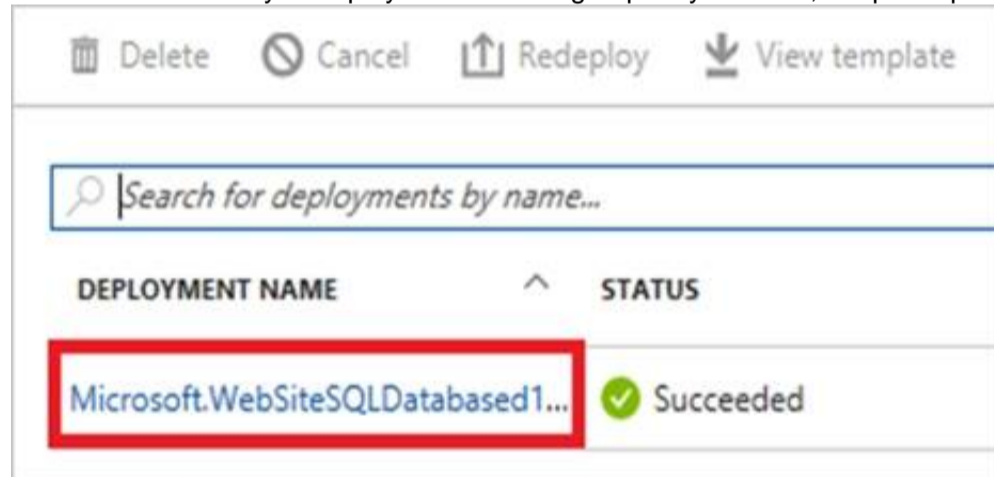 Delete Cancel Redeploy View template
Search for deployments by name...
DEPLOYMENT NAME STATUS
Microsoft.WebSiteSQLDatabased1... Succeeded